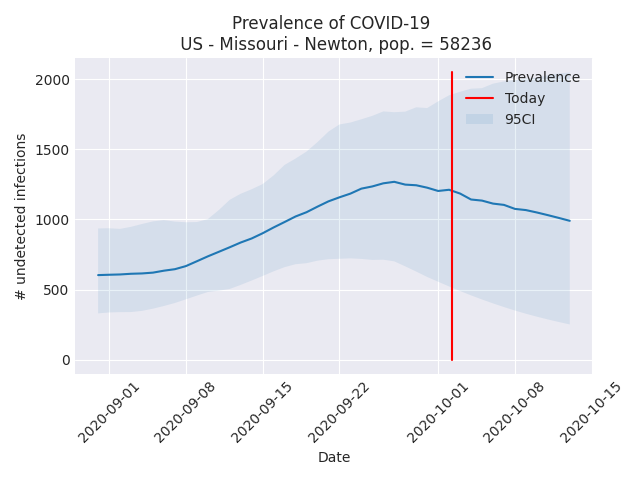 Prevalence of COVID-19
US - Missouri - Newton, pop. = 58236
Prevalence
Today
95CI
# undetected infections
2000
1500
1000
500
0
2020-09-01
2020-09-08
2020-09-15
2020-09-22
2020-10-01
2020-10-08
2020-10-15
Date